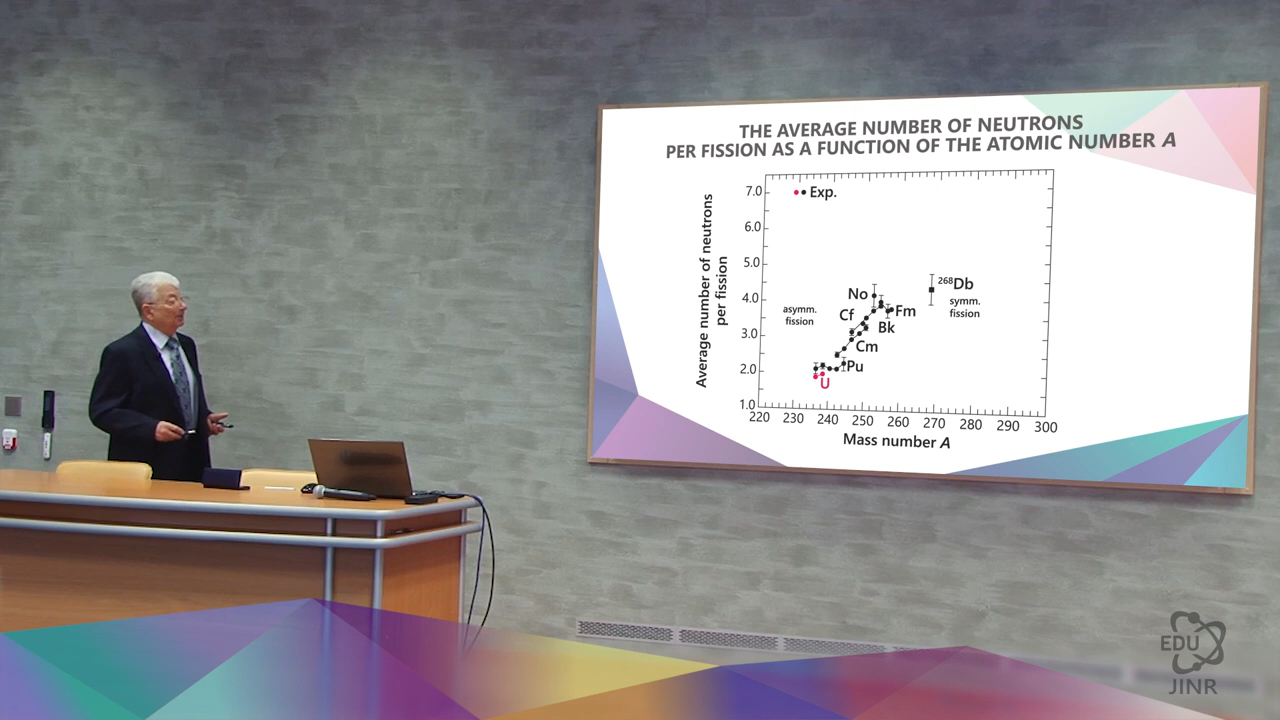 THE AVERAGE NUMBER OF NEUTRONS
PER FISSION AS A FUNCTION OF THE ATOMIC NUMBER A
Average number of neutrons
per fission
7.0
6.0
5.0
4.0
3.0
2.0
1.0
Exp.
268Db
symm.
fission
No
asymm.
fission
Cf
Fm
Bk
Cm
Pu
U
220 230 240 250 260 270 280 290 300
Mass number A
EDU
JINR